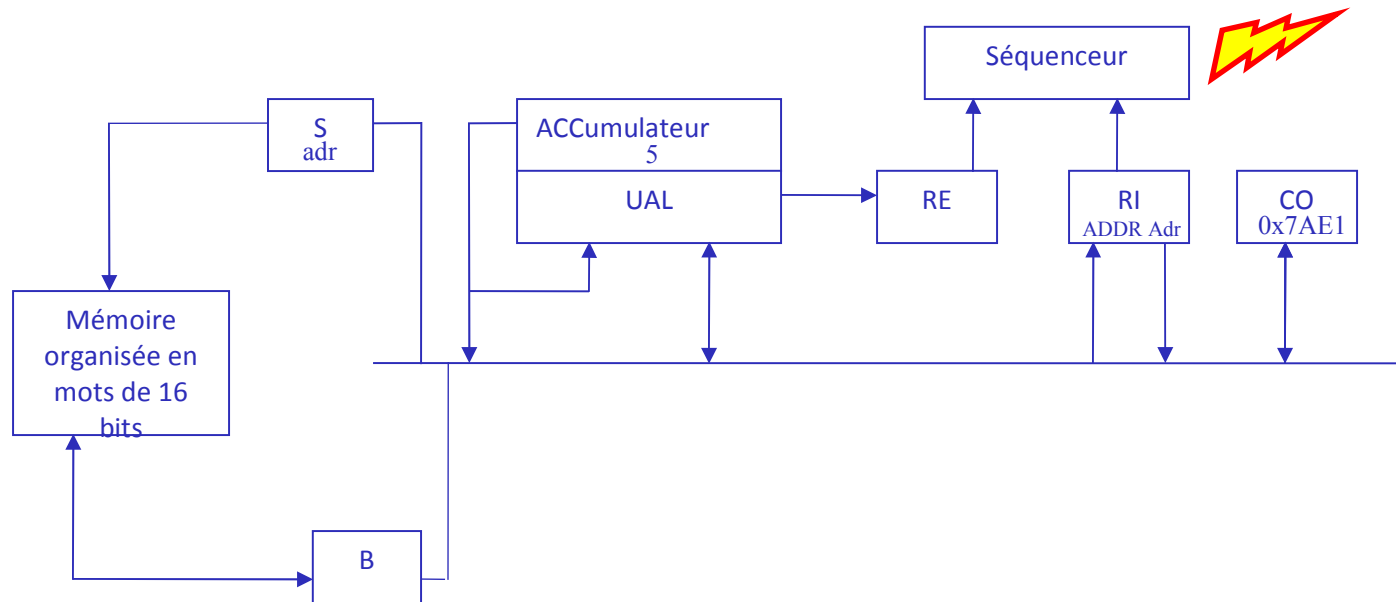 Séquenceur
S
adr
ACCumulateur
5
UAL
RE
RI
ADDR Adr
CO
0x7AE1
Mémoire
organisée en
mots de 16
bits
B